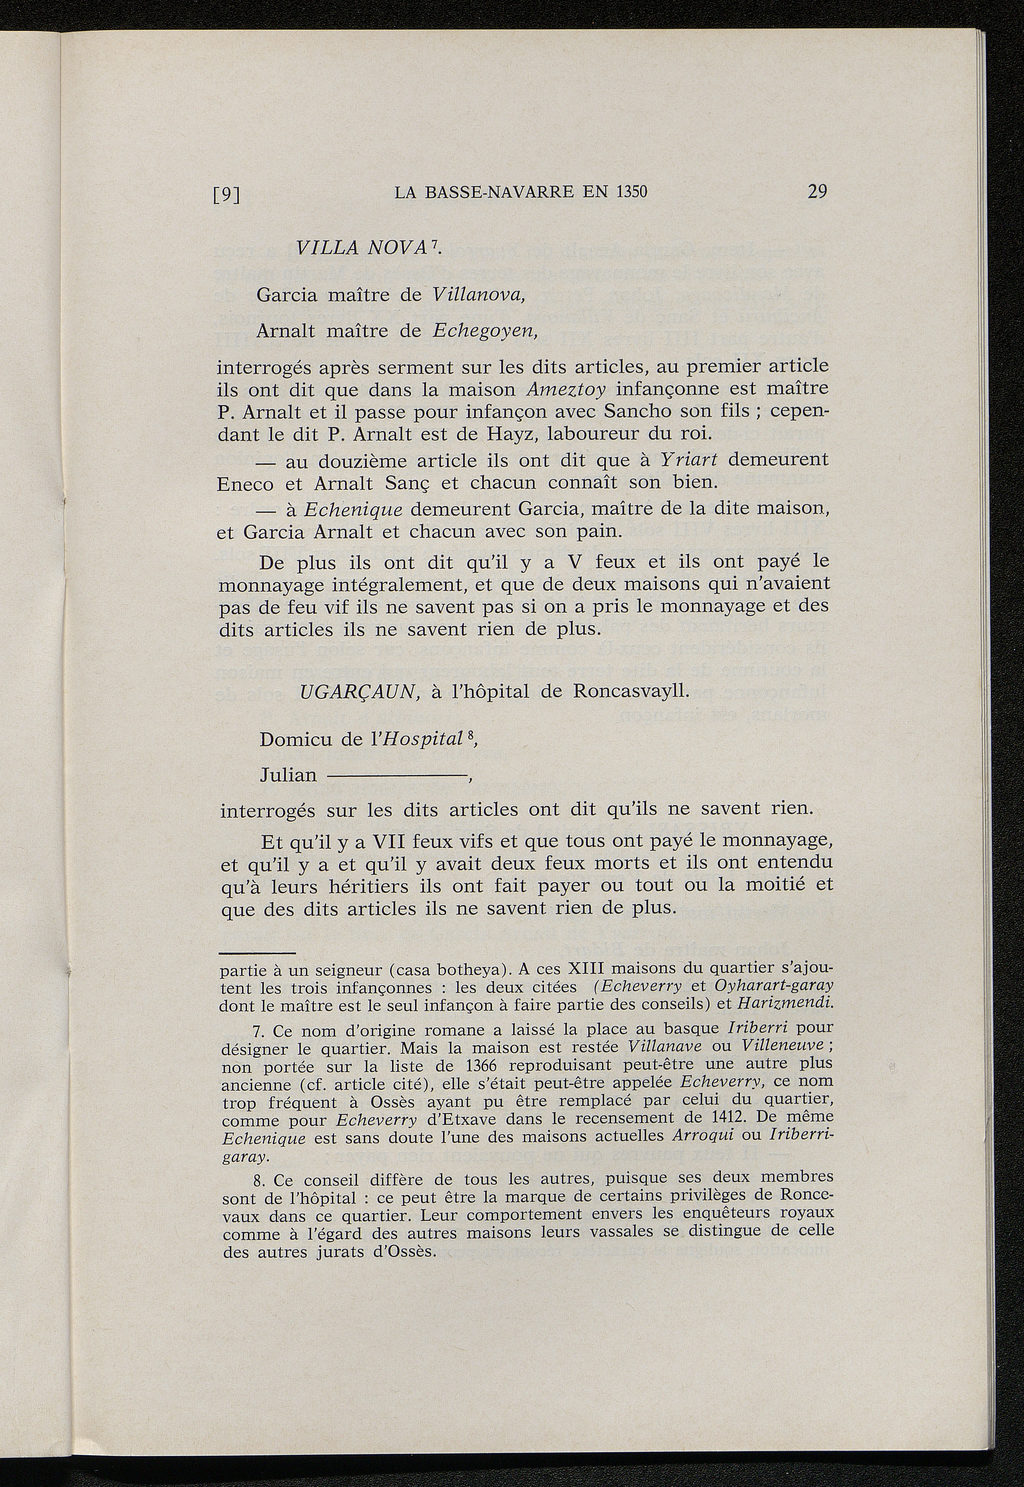 [9] LA BASSE-NAVARRE EN 1350 29
VILLA NOVA 7.
Garcia maître de Villanova,
Arnalt maître de Echegoyen,
interrogés après serment sur les dits articles, au premier article
ils ont dit que dans la maison Ameztoy infançonne est maître
P. Arnalt et il passe pour infançon avec Sancho son fils ; cepen-
dant le dit P. Arnalt est de Hayz, laboureur du roi.
— au douzième article ils ont dit que à Yriart demeurent
Eneco et Arnalt Sanç et chacun connaît son bien.
— à Echenique demeurent Garcia, maître de la dite maison,
et Garcia Arnalt et chacun avec son pain.
De plus ils ont dit qu'il y a V feux et ils ont payé le
monnayage intégralement, et que de deux maisons qui n'avaient
pas de feu vif ils ne savent pas si on a pris le monnayage et des
dits articles ils ne savent rien de plus.
UGARÇAUN, à l'hôpital de Roncasvayll.
Domicu de l'Hospital 8,
Julian ————,
interrogés sur les dits articles ont dit qu'ils ne savent rien.
Et qu'il y a VII feux vifs et que tous ont payé le monnayage,
et qu'il y a et qu'il y avait deux feux morts et ils ont entendu
qu'à leurs héritiers ils ont fait payer ou tout ou la moitié et
que des dits articles ils ne savent rien de plus.
partie à un seigneur (casa botheya). A ces XIII maisons du quartier s'ajou-
tent les trois infançonnes : les deux citées (Echeverry et Oyharart-garay
dont le maître est le seul infançon à faire partie des conseils) et Harizmendi.
7. Ce nom d'origine romane a laissé la place au basque Iriberri pour
désigner le quartier. Mais la maison est restée Villanave ou Villeneuve ;
non portée sur la liste de 1366 reproduisant peut-être une autre plus
ancienne (cf. article cité), elle s'était peut-être appelée Echeverry, ce nom
trop fréquent à Ossès ayant pu être remplacé par celui du quartier,
comme pour Echeverry d'Etxave dans le recensement de 1412. De même
Echenique est sans doute l'une des maisons actuelles Arroqui ou Iriberri-
garay.
8. Ce conseil diffère de tous les autres, puisque ses deux membres
sont de l'hôpital : ce peut être la marque de certains privilèges de Ronce-
vaux dans ce quartier. Leur comportement envers les enquêteurs royaux
comme à l'égard des autres maisons leurs vassales se distingue de celle
des autres jurats d'Ossès.